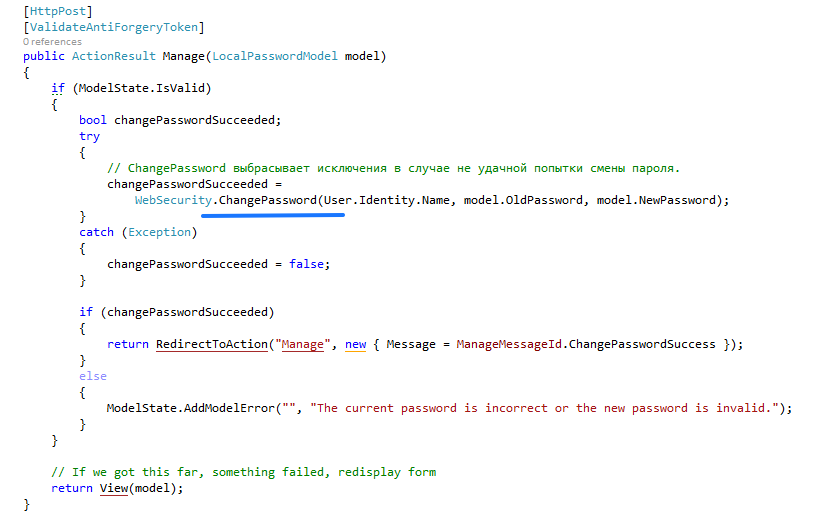 [HttpPost]
[ValidateAntiForgeryToken]
0 references
public ActionResult Manage(LocalPasswordModel model)
{
    if (ModelState.IsValid)
    {
        bool changePasswordSucceeded;
        try
        {
            // ChangePassword выбрасывает исключения в случае не удачной попытки смены пароля.
            changePasswordSucceeded =
                WebSecurity.ChangePassword(User.Identity.Name, model.OldPassword, model.NewPassword);
        }
        catch (Exception)
        {
            changePasswordSucceeded = false;
        }

        if (changePasswordSucceeded)
        {
            return RedirectToAction("Manage", new { Message = ManageMessageId.ChangePasswordSuccess });
        }
        else
        {
            ModelState.AddModelError("", "The current password is incorrect or the new password is invalid.");
        }
    }

    // If we got this far, something failed, redisplay form
    return View(model);
}